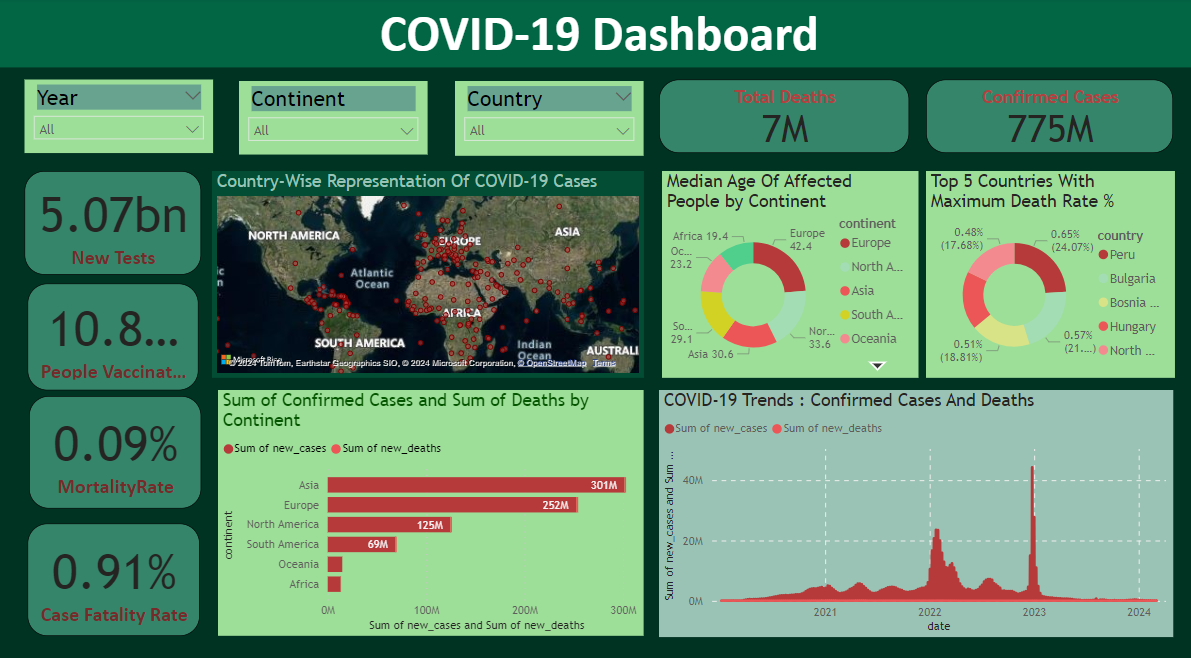 COVID-19 Dashboard
Year
All
Continent
All
Country
All
Total Deaths
7M
Confirmed Cases
775M
5.07bn
New Tests
10.8...
People Vaccinat...
0.09%
MortalityRate
0.91%
Case Fatality Rate
Country-Wise Representation Of COVID-19 Cases
NORTH AMERICA
EUROPE
ASIA
Atlantic
Ocean
AFRICA
SOUTH AMERICA
Indian
Ocean
AUSTRALI
Microsoft Bing
© 2024 TomTom, Earthstar Geographics SIO, © 2024 Microsoft Corporation, © OpenStreetMap Terms
Median Age Of Affected
People by Continent
Africa 19.4
Oc...
23.2
So...
29.1
Asia 30.6
Europe
42.4
Nor...
33.6
continent
Europe
North A...
Asia
South A...
Oceania
Top 5 Countries With
Maximum Death Rate %
0.48%
(17.68%)
0.65%
(24.07%)
0.51%
(18.81%)
0.57%
(21....)
country
Peru
Bulgaria
Bosnia ...
Hungary
North ...
Sum of Confirmed Cases and Sum of Deaths by
Continent
Sum of new_cases Sum of new_deaths
continent
Asia 301M
Europe 252M
North America 125M
South America 69M
Oceania
Africa
0M 100M 200M 300M
Sum of new_cases and Sum of new_deaths
COVID-19 Trends : Confirmed Cases And Deaths
Sum of new_cases Sum of new_deaths
Sum of new_cases and Sum ...
40M
20M
0M
2021 2022 2023 2024
date